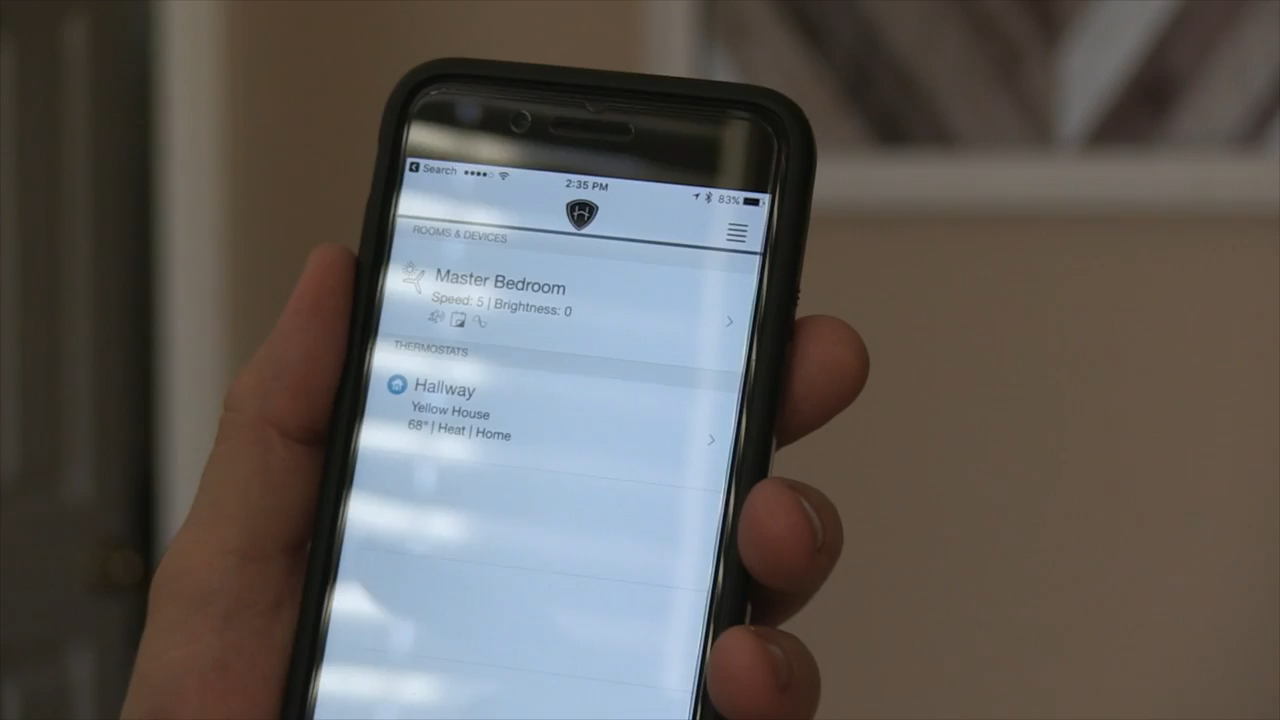 Search
2:35 PM
83%
ROOMS & DEVICES
Master Bedroom
Speed: 5 | Brightness: 0
THERMOSTATS
Hallway
Yellow House
68° | Heat | Home